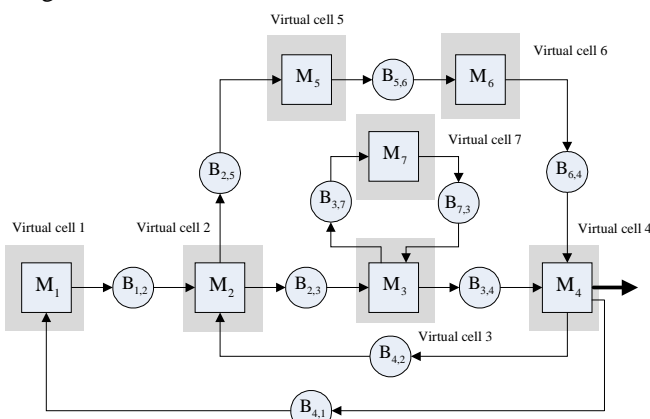 Virtual cell 5
Virtual cell 6
M5
B5,6
M6
Virtual cell 7
M7
B2,5
B3,7
B7,3
B6,4
Virtual cell 1
Virtual cell 2
Virtual cell 4
M1
B1,2
M2
B2,3
M3
B3,4
M4
Virtual cell 3
B4,2
B4,1